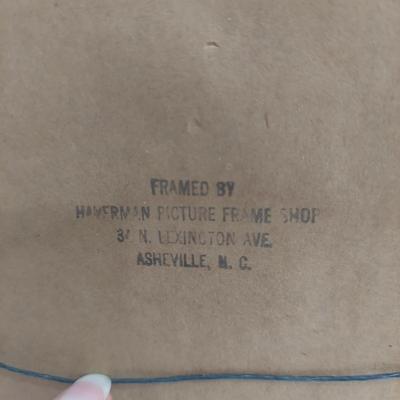 FRAMED BY
HAVERMAN PICTURE FRAME SHOP
N. LEXINGTON AVE.
ASHEVILLE, N. C.